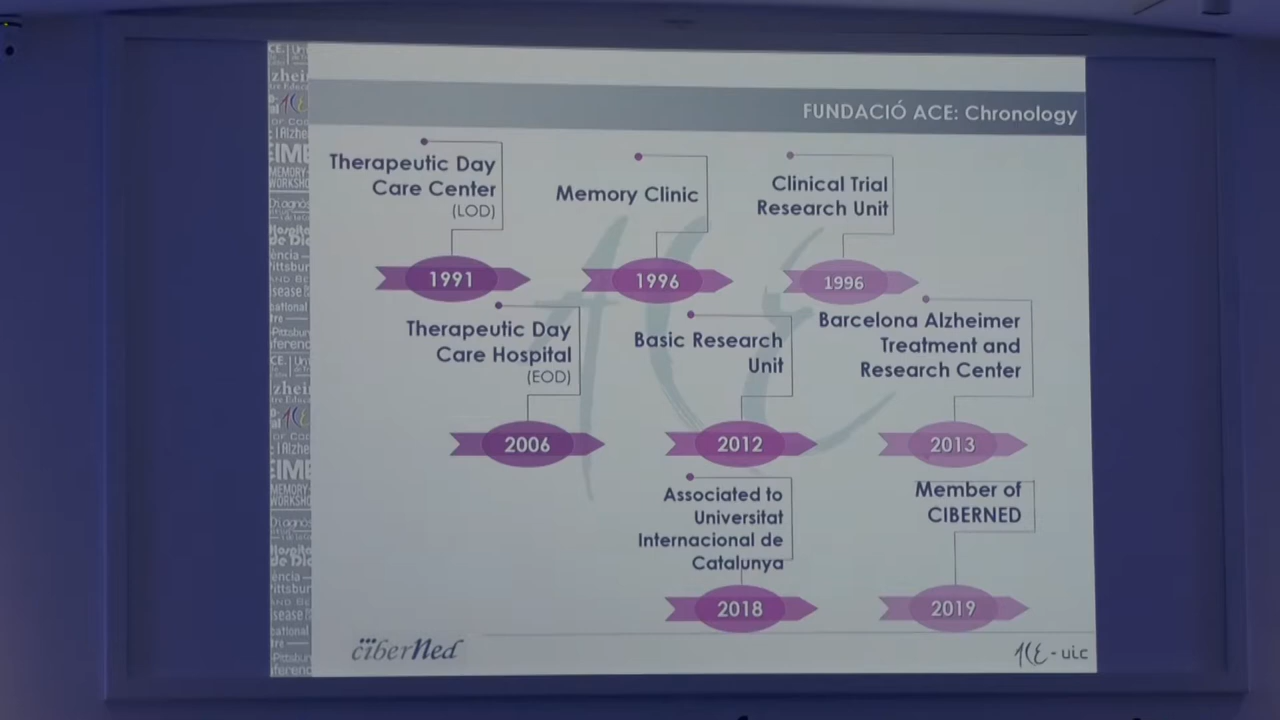 FUNDACIÓ ACE: Chronology
Therapeutic Day
Care Center
(LOD)
1991
Memory Clinic
1996
Clinical Trial
Research Unit
1996
Therapeutic Day
Care Hospital
(EOD)
2006
Basic Research
Unit
2012
Barcelona Alzheimer
Treatment and
Research Center
2013
Associated to
Universitat
Internacional de
Catalunya
2018
Member of
CIBERNED
2019
ciberNed
ACE - uic